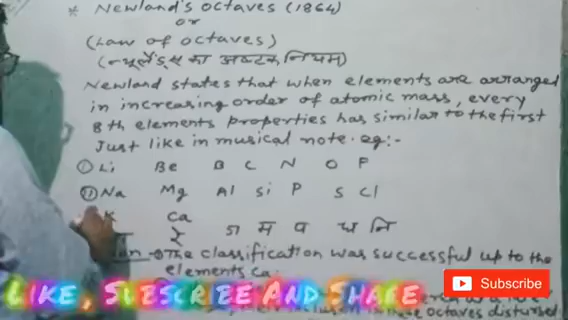 * Newland's octaves (1864)
or
(Law of octaves)
(न्यूलैंड्स का अष्टक नियम)
Newland states that when elements are arranged
in increasing order of atomic mass, every
8th elements properties has similar to the first
Just like in musical note. eg:-
① Li Be B C N O F
② Na Mg Al Si P S Cl
K Ca
रे ग म प ध नि
The classification was successful up to the
elements ca.
LIKE, SUBSCRIBE AND SHARE
Subscribe
inclusion in these octaves disturbed